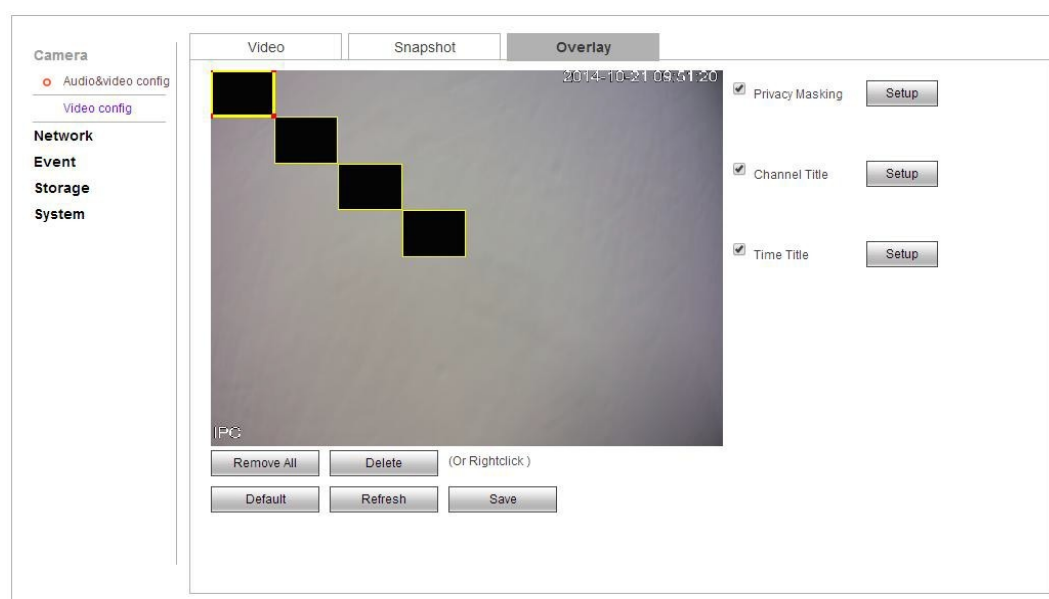 Camera
Audio&video config
Video config
Network
Event
Storage
System
Video
Snapshot
Overlay
2014-10-21 09:51:20
IPC
Privacy Masking
Setup
Channel Title
Setup
Time Title
Setup
Remove All
Delete
(Or Rightclick )
Default
Refresh
Save